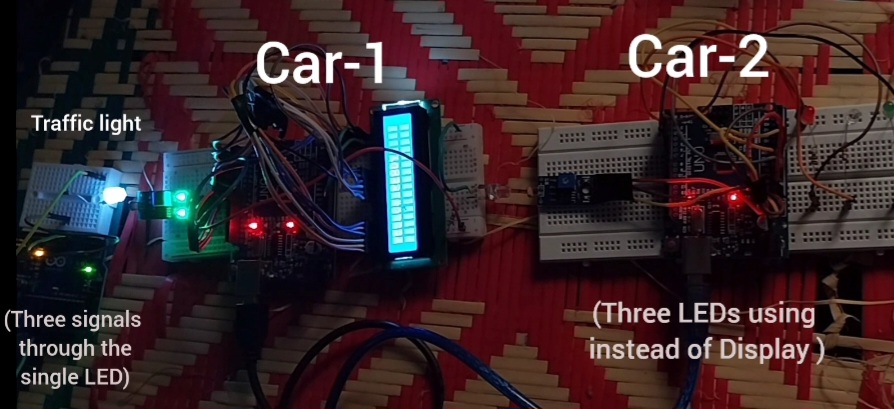 Car-1
Car-2
Traffic light
(Three signals
through the
single LED)
(Three LEDs using
instead of Display )